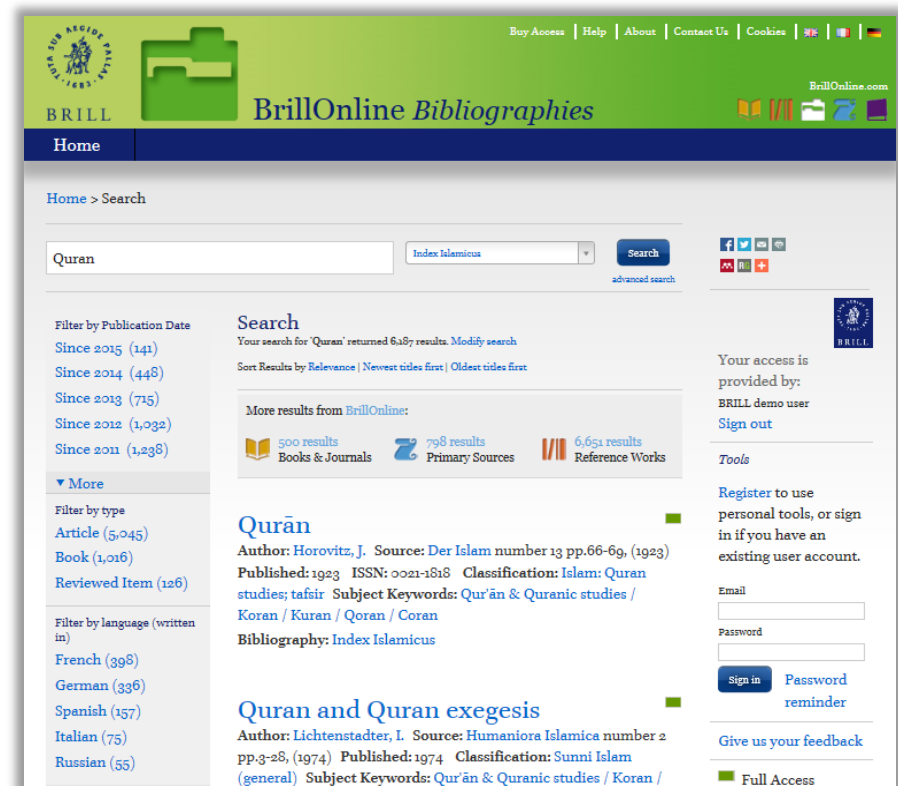 Buy Access | Help | About | Contact Us | Cookies
SUB AEGIDE PALLAS
TUTA
·1683·
BRILL
BrillOnline Bibliographies
BrillOnline.com
Home
Home > Search
Quran
Index Islamicus
Search
advanced search
Filter by Publication Date
Since 2015 (141)
Since 2014 (448)
Since 2013 (715)
Since 2012 (1,032)
Since 2011 (1,238)
▼ More
Filter by type
Article (5,045)
Book (1,016)
Reviewed Item (126)
Filter by language (written
in)
French (398)
German (336)
Spanish (157)
Italian (75)
Russian (55)
Search
Your search for 'Quran' returned 6,187 results. Modify search
Sort Results by Relevance | Newest titles first | Oldest titles first
More results from BrillOnline:
500 results
Books & Journals
798 results
Primary Sources
6,651 results
Reference Works
Qurān
Author: Horovitz, J. Source: Der Islam number 13 pp.66-69, (1923)
Published: 1923 ISSN: 0021-1818 Classification: Islam: Quran
studies; tafsir Subject Keywords: Qur'ān & Quranic studies /
Koran / Kuran / Qoran / Coran
Bibliography: Index Islamicus
Quran and Quran exegesis
Author: Lichtenstadter, I. Source: Humaniora Islamica number 2
pp.3-28, (1974) Published: 1974 Classification: Sunni Islam
(general) Subject Keywords: Qur'ān & Quranic studies / Koran /
BRILL
Your access is
provided by:
BRILL demo user
Sign out
Tools
Register to use
personal tools, or sign
in if you have an
existing user account.
Email
Password
Sign in
Password
reminder
Give us your feedback
Full Access